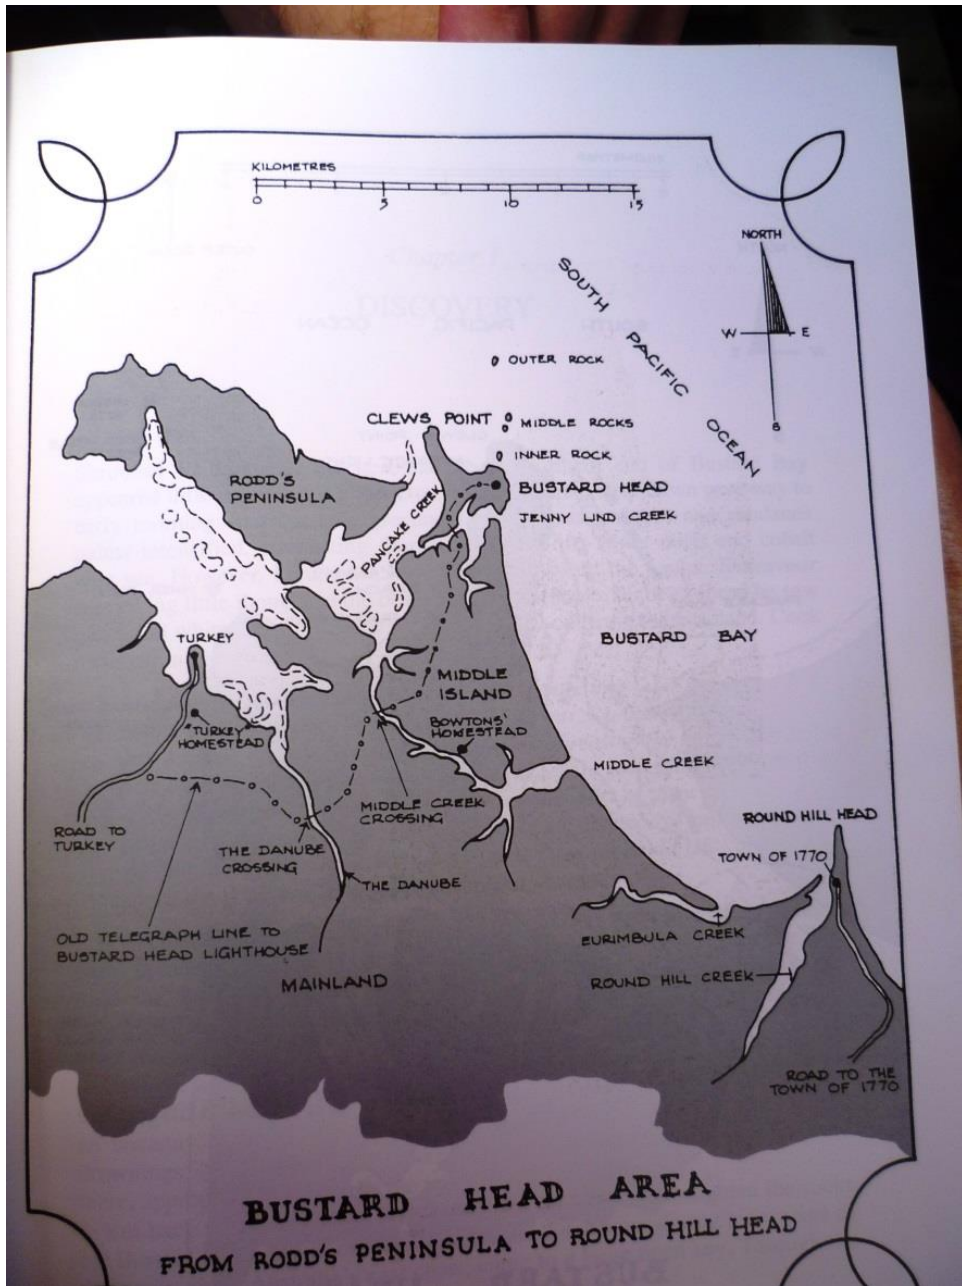 KILOMETRES
0 5 10 15
NORTH
W E
S
SOUTH PACIFIC OCEAN
OUTER ROCK
CLEWS POINT
MIDDLE ROCKS
INNER ROCK
RODD'S
PENINSULA
BUSTARD HEAD
PANCAKE CREEK
JENNY LIND CREEK
TURKEY
BUSTARD BAY
MIDDLE
ISLAND
BOWTONS'
HOMESTEAD
TURKEY
HOMESTEAD
MIDDLE CREEK
MIDDLE CREEK
CROSSING
ROAD TO
TURKEY
THE DANUBE
CROSSING
THE DANUBE
ROUND HILL HEAD
TOWN OF 1770
OLD TELEGRAPH LINE TO
BUSTARD HEAD LIGHTHOUSE
EURIMBULA CREEK
MAINLAND
ROUND HILL CREEK
ROAD TO THE
TOWN OF 1770
BUSTARD HEAD AREA
FROM RODD'S PENINSULA TO ROUND HILL HEAD